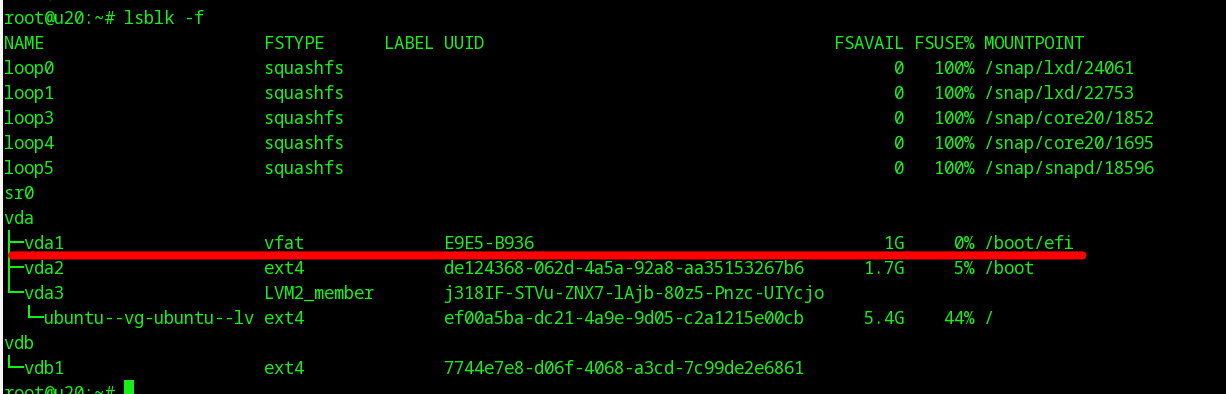 root@u20:~# lsblk -f
NAME FSTYPE LABEL UUID FSAVAIL FSUSE% MOUNTPOINT
loop0 squashfs 0 100% /snap/lxd/24061
loop1 squashfs 0 100% /snap/lxd/22753
loop3 squashfs 0 100% /snap/core20/1852
loop4 squashfs 0 100% /snap/core20/1695
loop5 squashfs 0 100% /snap/snapd/18596
sr0
vda
├─vda1 vfat E9E5-B936 1G 0% /boot/efi
├─vda2 ext4 de124368-062d-4a5a-92a8-aa35153267b6 1.7G 5% /boot
└─vda3 LVM2_member j318IF-STVu-ZNX7-lAjb-80z5-Pnzc-UIYcjo
└─ubuntu--vg-ubuntu--lv ext4 ef00a5ba-dc21-4a9e-9d05-c2a1215e00cb 5.4G 44% /
vdb
└─vdb1 ext4 7744e7e8-d06f-4068-a3cd-7c99de2e6861
root@u20:~#